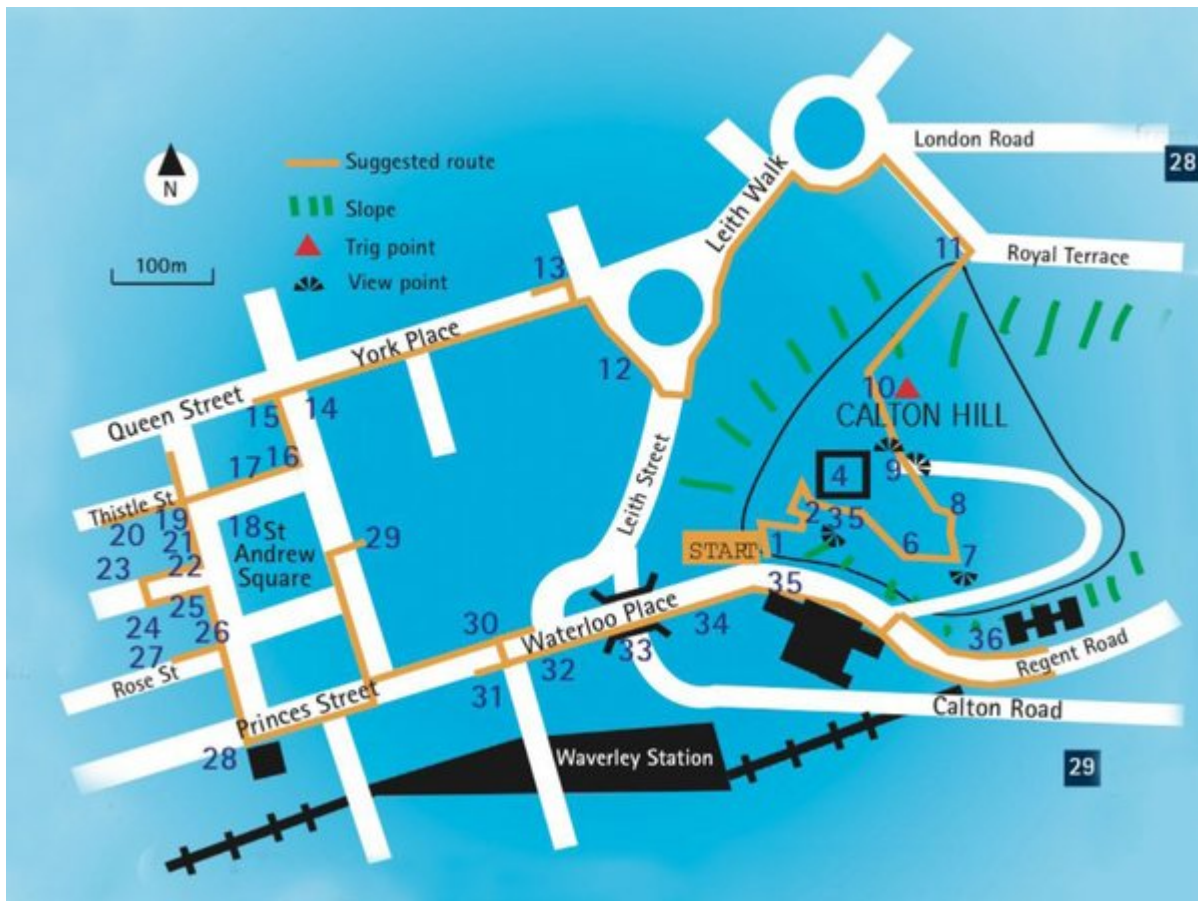 London Road
28
N
Suggested route
Slope
Trig point
View point
100m
Leith Walk
11
Royal Terrace
13
York Place
12
10
CALTON HILL
Queen Street
15
14
17
16
9
4
8
Thistle St
19
18
20
21
St
Andrew
Square
29
Leith Street
2
3
5
START
1
6
7
23
22
35
25
24
26
30
Waterloo Place
34
33
36
27
Rose St
32
31
Regent Road
Princes Street
Calton Road
28
Waverley Station
29